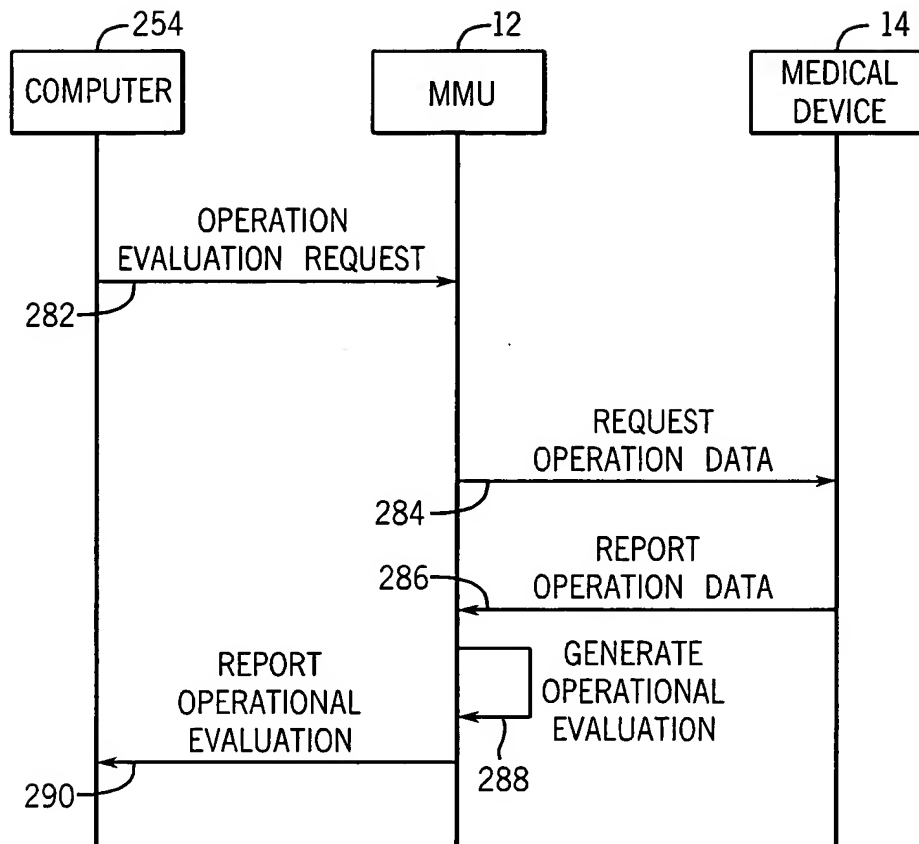 254
12
14
COMPUTER
MMU
MEDICAL
DEVICE
OPERATION
EVALUATION REQUEST
282
REQUEST
OPERATION DATA
284
REPORT
OPERATION DATA
286
GENERATE
OPERATIONAL
EVALUATION
288
REPORT
OPERATIONAL
EVALUATION
290